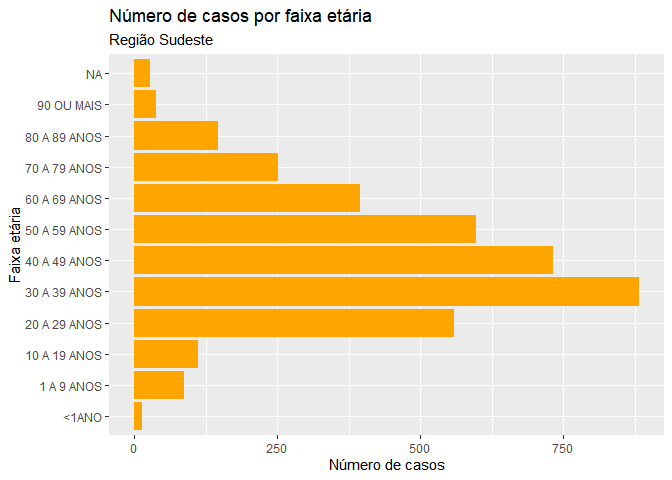 Número de casos por faixa etária
Região Sudeste
Faixa etária
NA
90 OU MAIS
80 A 89 ANOS
70 A 79 ANOS
60 A 69 ANOS
50 A 59 ANOS
40 A 49 ANOS
30 A 39 ANOS
20 A 29 ANOS
10 A 19 ANOS
1 A 9 ANOS
<1ANO
0 250 500 750
Número de casos